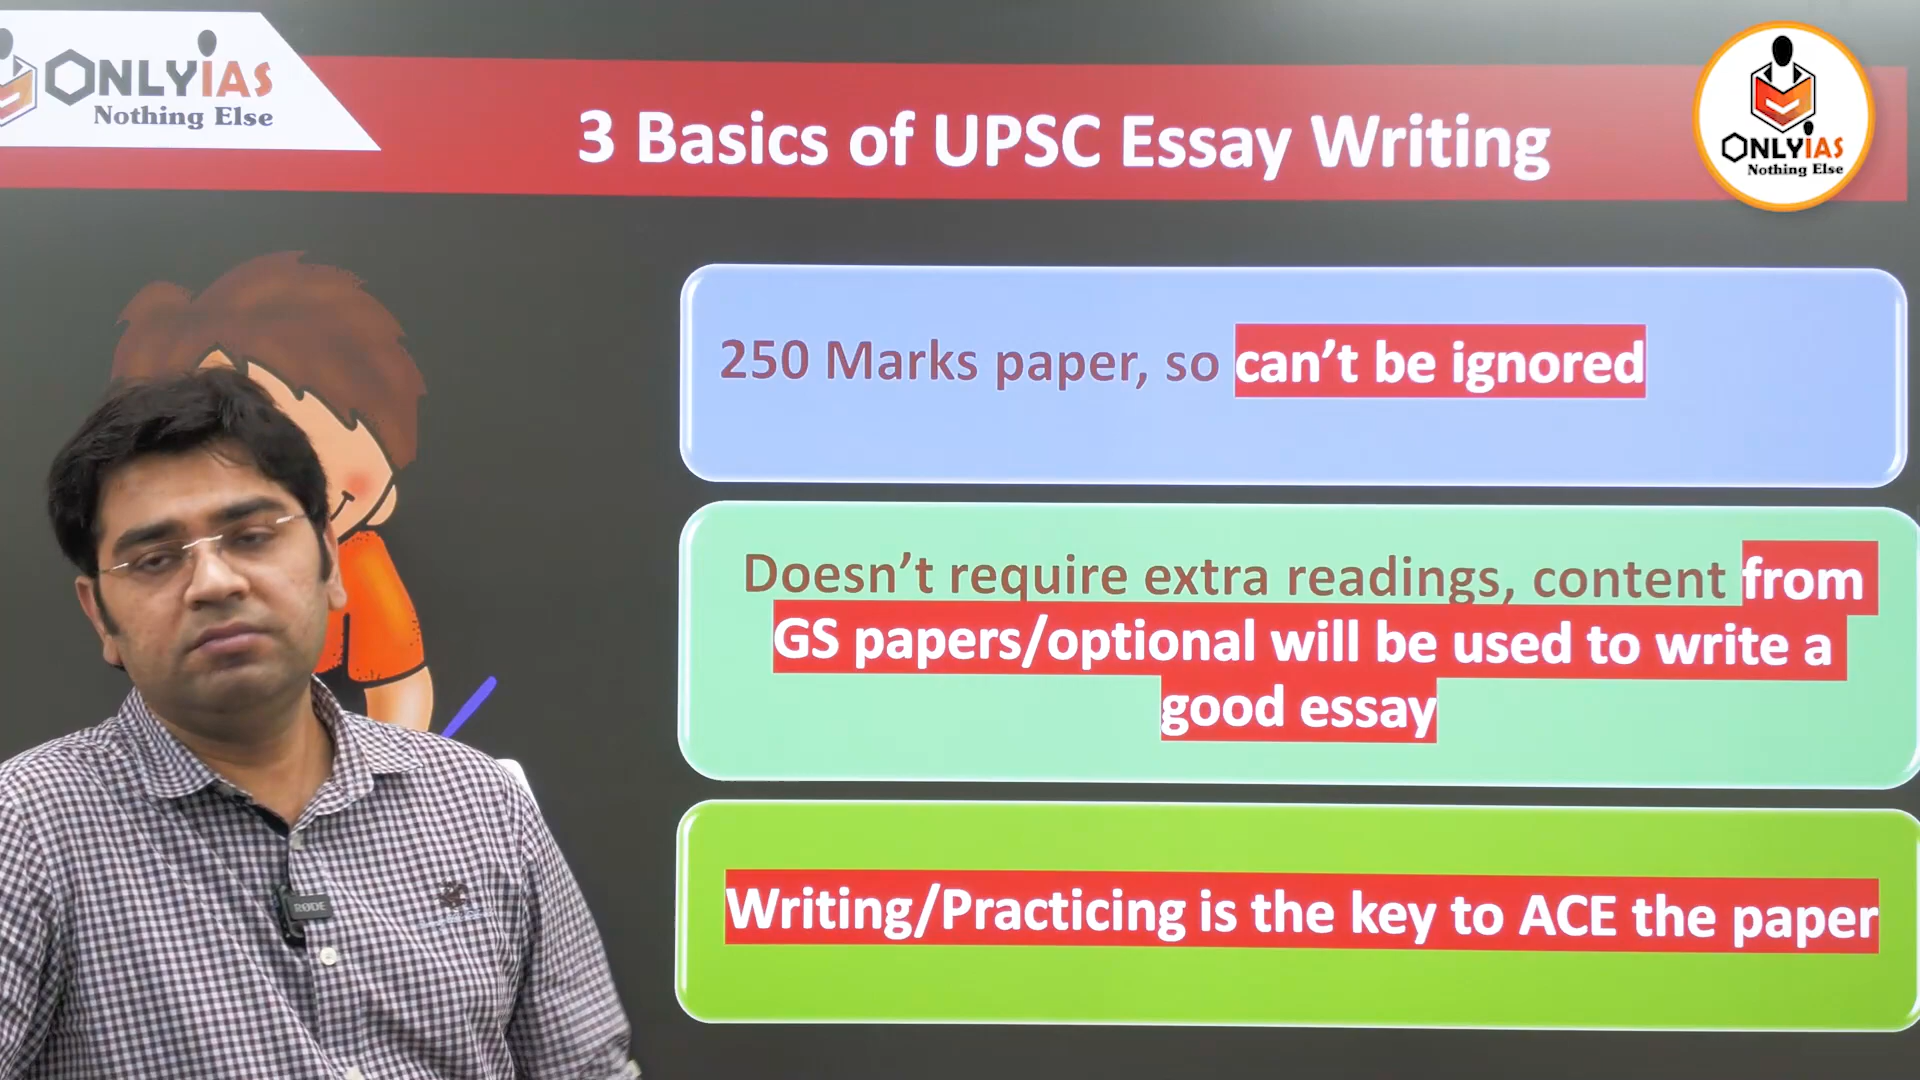 ONLYIAS
Nothing Else
3 Basics of UPSC Essay Writing
ONLYIAS
Nothing Else
250 Marks paper, so can't be ignored
Doesn't require extra readings, content from
GS papers/optional will be used to write a
good essay
Writing/Practicing is the key to ACE the paper
RØDE